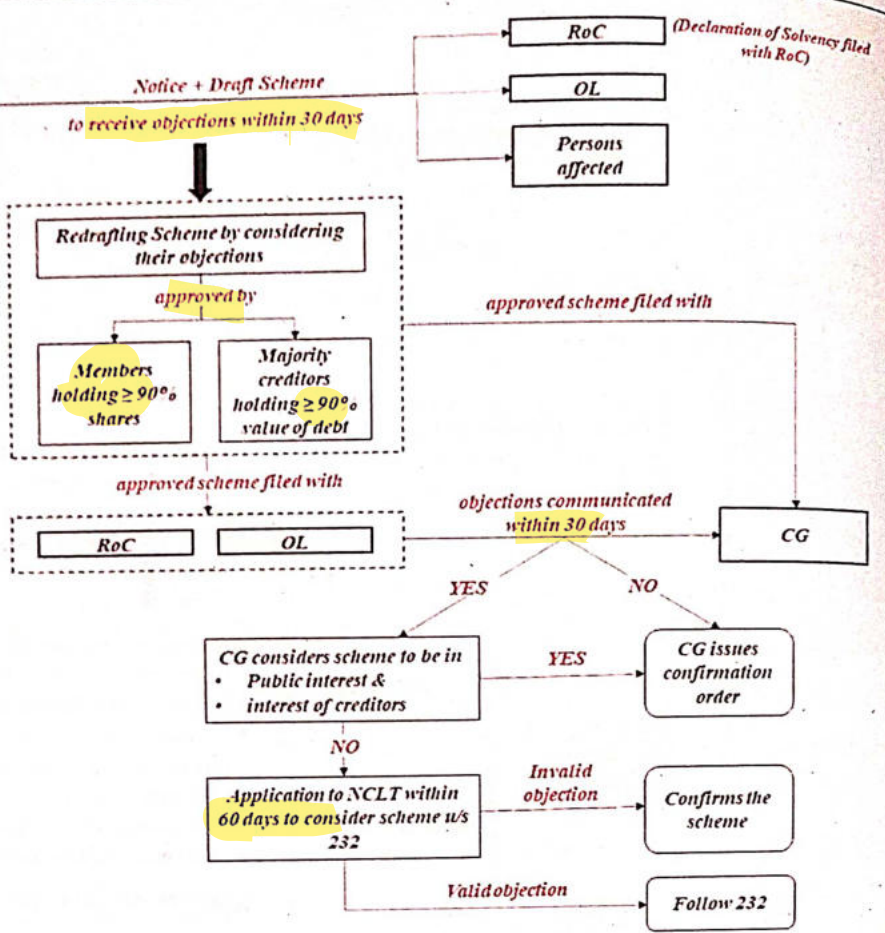 RoC
(Declaration of Solvency filed
with RoC)
Notice + Draft Scheme
OL
to receive objections within 30 days
Persons
affected
Redrafting Scheme by considering
their objections
approved by
approved scheme filed with
Members
holding ≥ 90%
shares
Majority
creditors
holding ≥ 90%
value of debt
approved scheme filed with
objections communicated
within 30 days
RoC
OL
CG
YES
NO
CG considers scheme to be in
• Public interest &
• interest of creditors
YES
CG issues
confirmation
order
NO
Application to NCLT within
60 days to consider scheme u/s
232
Invalid
objection
Confirms the
scheme
Valid objection
Follow 232